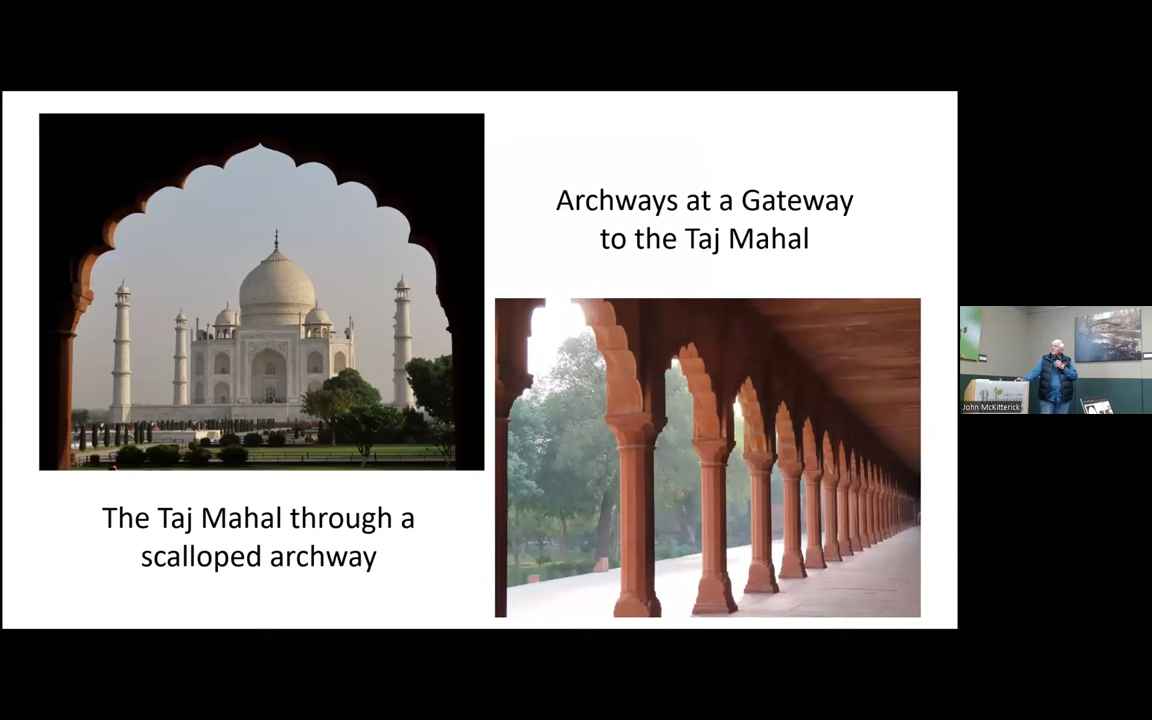 Archways at a Gateway
to the Taj Mahal
The Taj Mahal through a
scalloped archway
John McKitterick